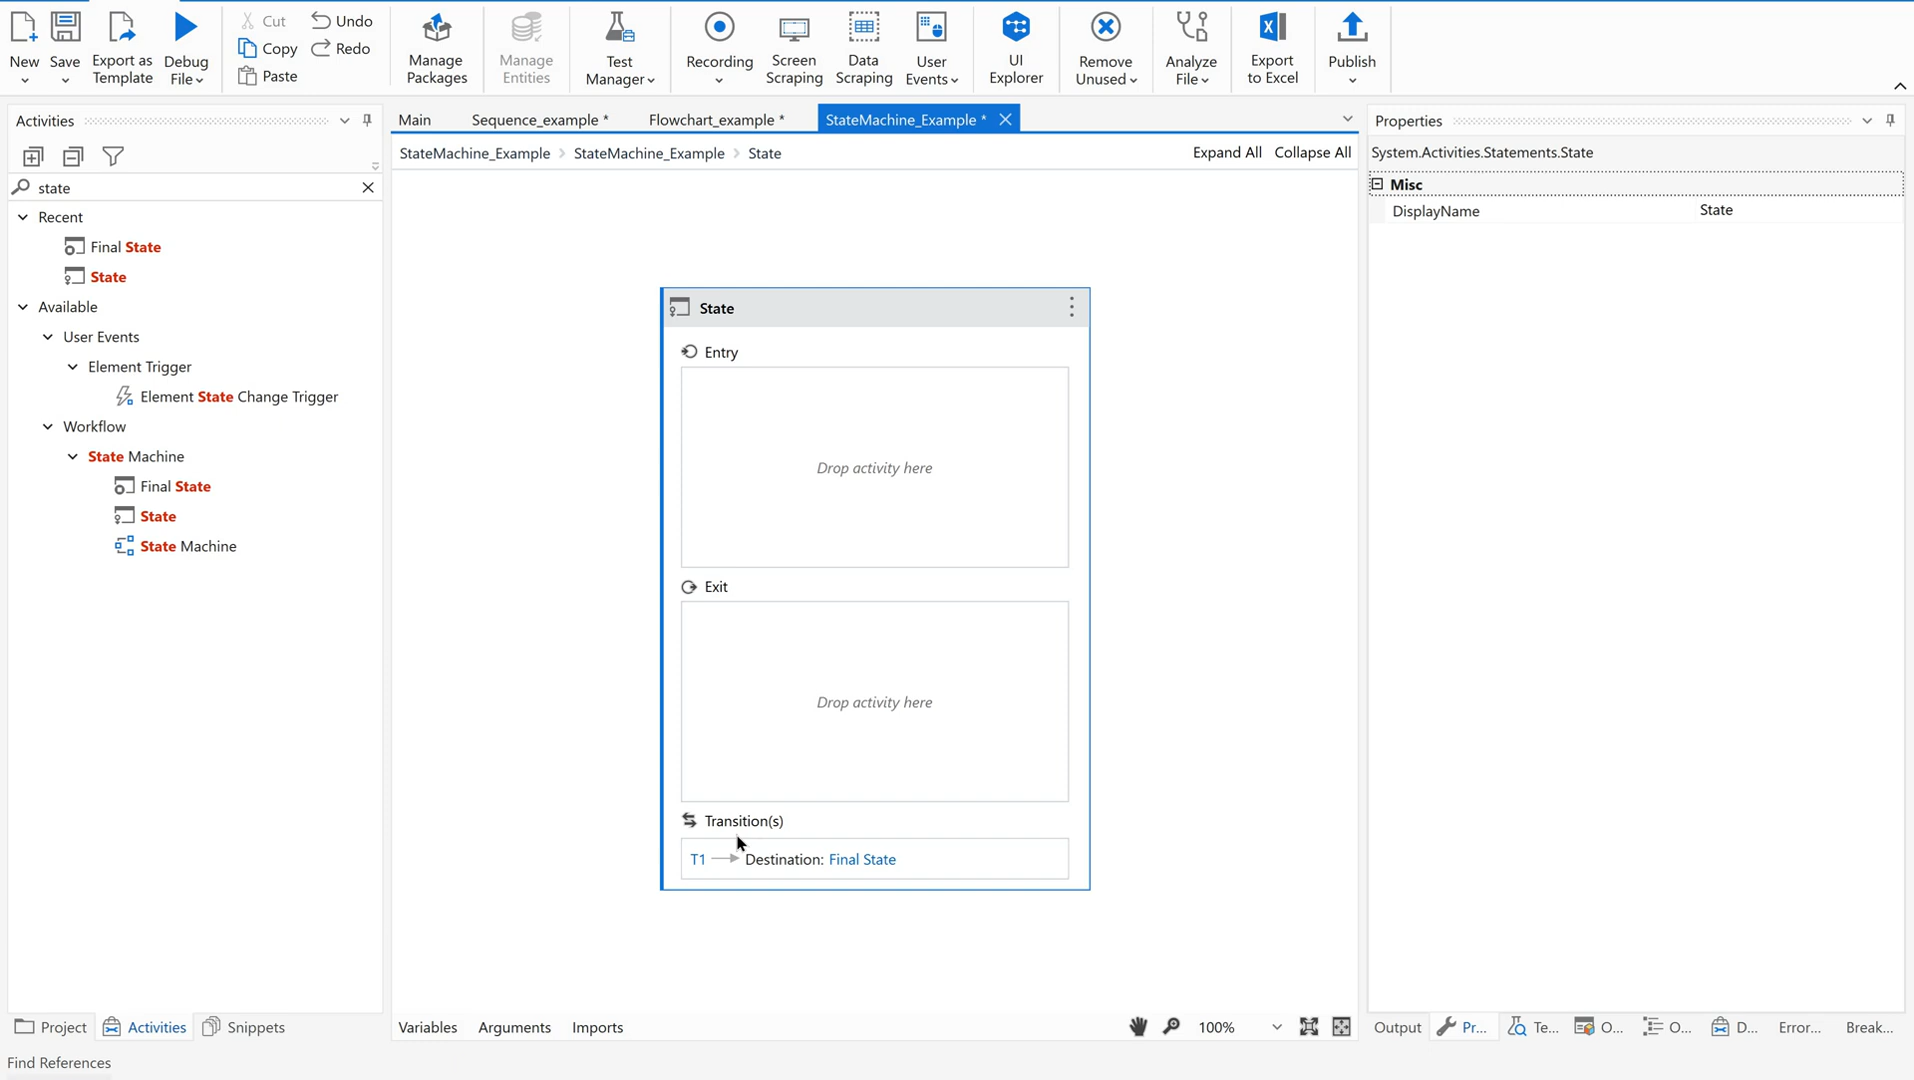 New Save Export as Template Debug File
Cut Copy Paste Undo Redo
Manage Packages
Manage Entities
Test Manager
Recording
Screen Scraping
Data Scraping
User Events
UI Explorer
Remove Unused
Analyze File
Export to Excel
Publish
Activities
state
Recent
Final State
State
Available
User Events
Element Trigger
Element State Change Trigger
Workflow
State Machine
Final State
State
State Machine
Project Activities Snippets
Find References
Main Sequence_example * Flowchart_example * StateMachine_Example *
StateMachine_Example StateMachine_Example State Expand All Collapse All
State
Entry
Drop activity here
Exit
Drop activity here
Transition(s)
T1 Destination: Final State
Variables Arguments Imports 100%
Properties
System.Activities.Statements.State
Misc
DisplayName State
Output Pr... Te... O... O... D... Error... Break...